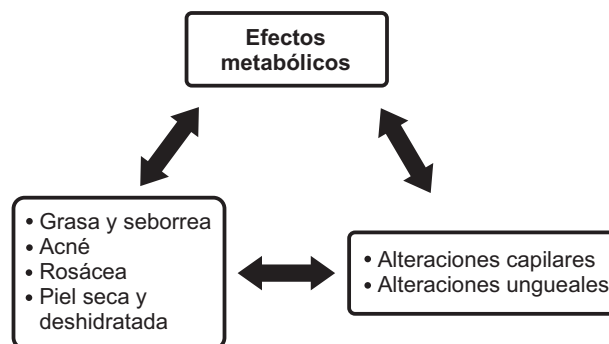 Efectos
metabólicos
• Grasa y seborrea
• Acné
• Rosácea
• Piel seca y
deshidratada
• Alteraciones capilares
• Alteraciones ungueales